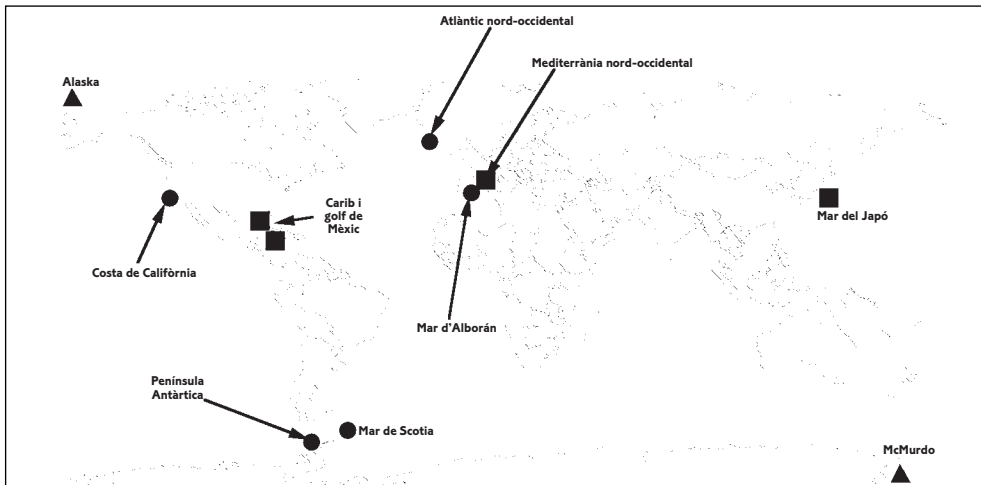 Atlàntic nord-occidental
Mediterrània nord-occidental
Alaska
Carib i
golf de
Mèxic
Mar del Japó
Costa de Califòrnia
Mar d'Alborán
Península
Antàrtica
Mar de Scotia
McMurdo